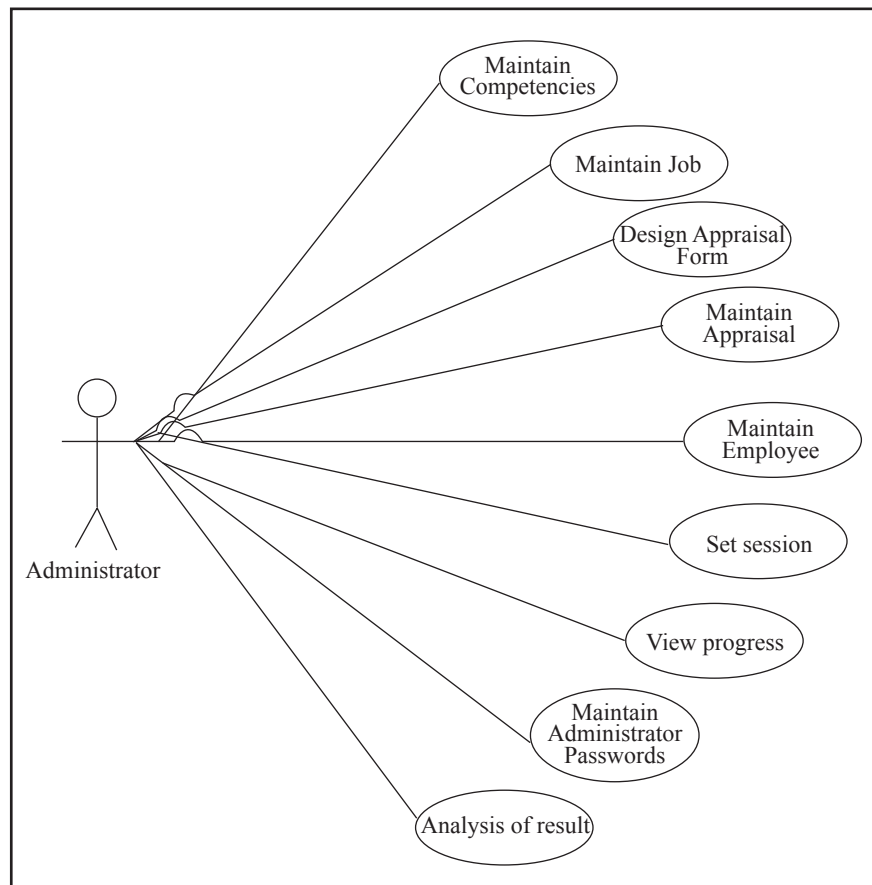 Maintain
Competencies
Maintain Job
Design Appraisal
Form
Maintain
Appraisal
Maintain
Employee
Set session
Administrator
View progress
Maintain
Administrator
Passwords
Analysis of result